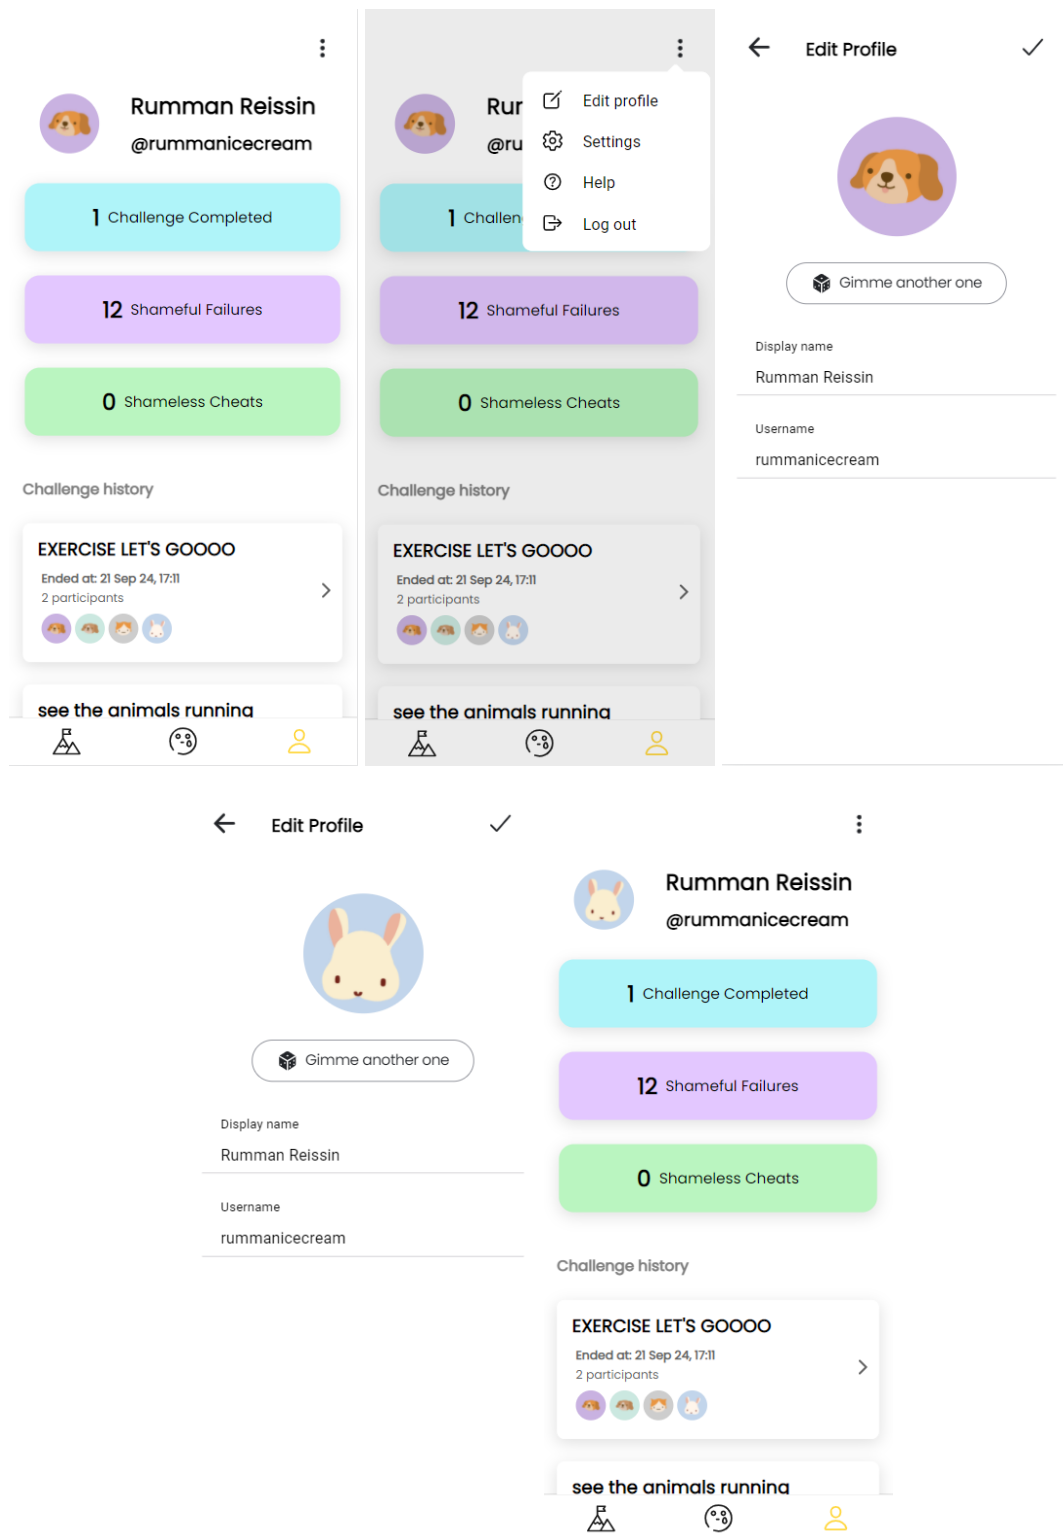 Rumman Reissin
@rummanicecream
1 Challenge Completed
12 Shameful Failures
0 Shameless Cheats
Challenge history
EXERCISE LET'S GOOOO
Ended at: 21 Sep 24, 17:11
2 participants
see the animals running
Rur
@ru
Edit profile
Settings
Help
Log out
1 Challen
12 Shameful Failures
0 Shameless Cheats
Challenge history
EXERCISE LET'S GOOOO
Ended at: 21 Sep 24, 17:11
2 participants
see the animals running
Edit Profile
Gimme another one
Display name
Rumman Reissin
Username
rummanicecream
Edit Profile
Gimme another one
Display name
Rumman Reissin
Username
rummanicecream
Rumman Reissin
@rummanicecream
1 Challenge Completed
12 Shameful Failures
0 Shameless Cheats
Challenge history
EXERCISE LET'S GOOOO
Ended at: 21 Sep 24, 17:11
2 participants
see the animals running